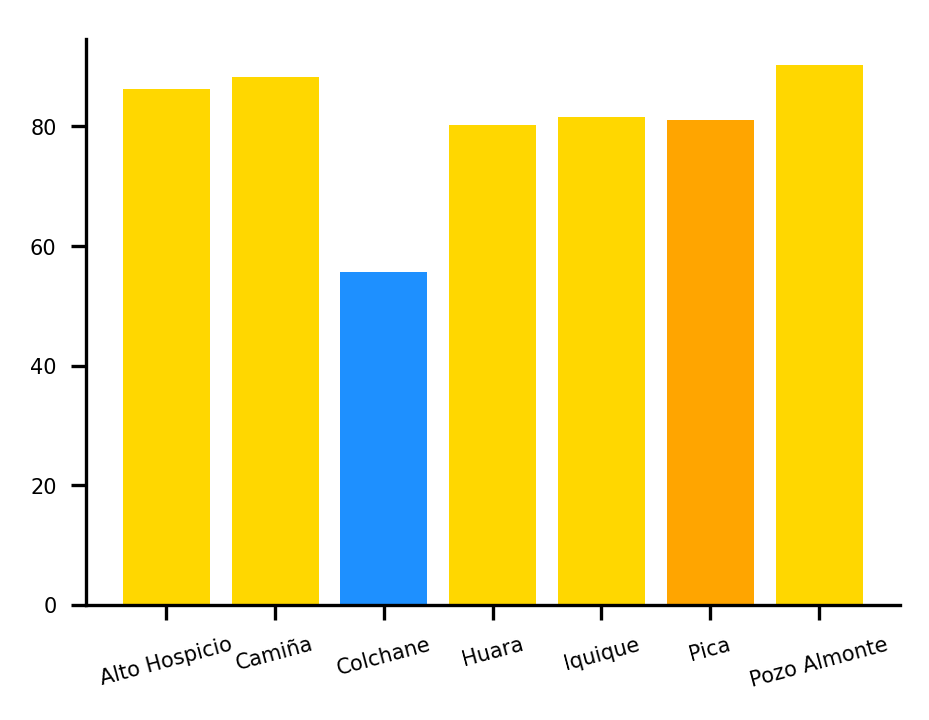 80
60
40
20
0
Alto Hospicio
Camiña
Colchane
Huara
Iquique
Pica
Pozo Almonte